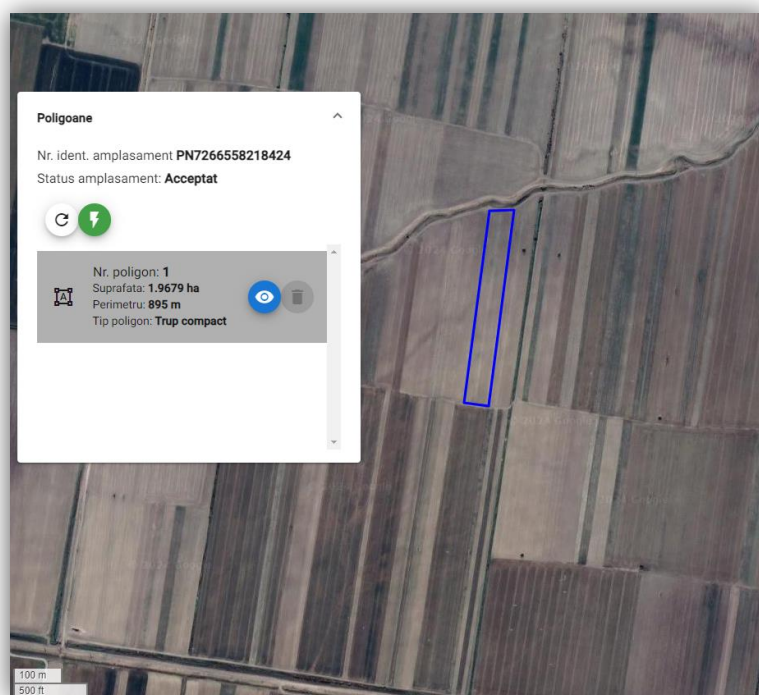 Poligoane
Nr. ident. amplasament PN7266558218424
Status amplasament: Acceptat
Nr. poligon: 1
Suprafata: 1.9679 ha
Perimetru: 895 m
Tip poligon: Trup compact
A
100 m
500 ft